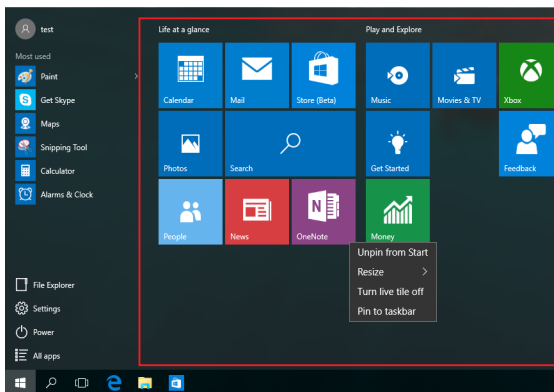 test
Most used
Paint
Get Skype
Maps
Snipping Tool
Calculator
Alarms & Clock
File Explorer
Settings
Power
All apps
Life at a glance
Calendar
Mail
Store (Beta)
Photos
Search
People
News
OneNote
Play and Explore
Music
Movies & TV
Xbox
Get Started
Feedback
Money
Unpin from Start
Resize
Turn live tile off
Pin to taskbar